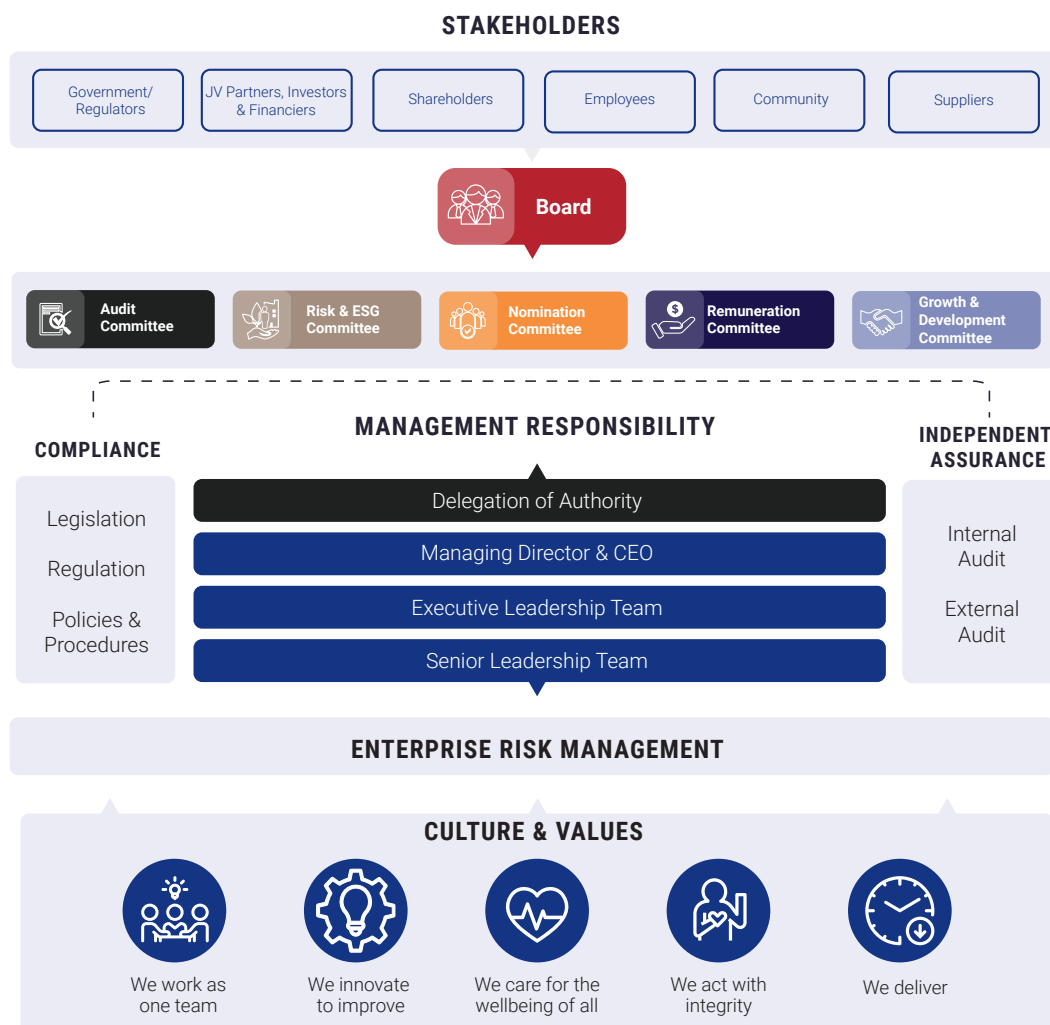 STAKEHOLDERS
Government/
Regulators
JV Partners, Investors
& Financiers
Shareholders
Employees
Community
Suppliers
Board
Audit
Committee
Risk & ESG
Committee
Nomination
Committee
$
Remuneration
Committee
Growth &
Development
Committee
COMPLIANCE
Legislation
Regulation
Policies &
Procedures
MANAGEMENT RESPONSIBILITY
Delegation of Authority
Managing Director & CEO
Executive Leadership Team
Senior Leadership Team
INDEPENDENT
ASSURANCE
Internal
Audit
External
Audit
ENTERPRISE RISK MANAGEMENT
CULTURE & VALUES
We work as
one team
We innovate
to improve
We care for the
wellbeing of all
We act with
integrity
We deliver